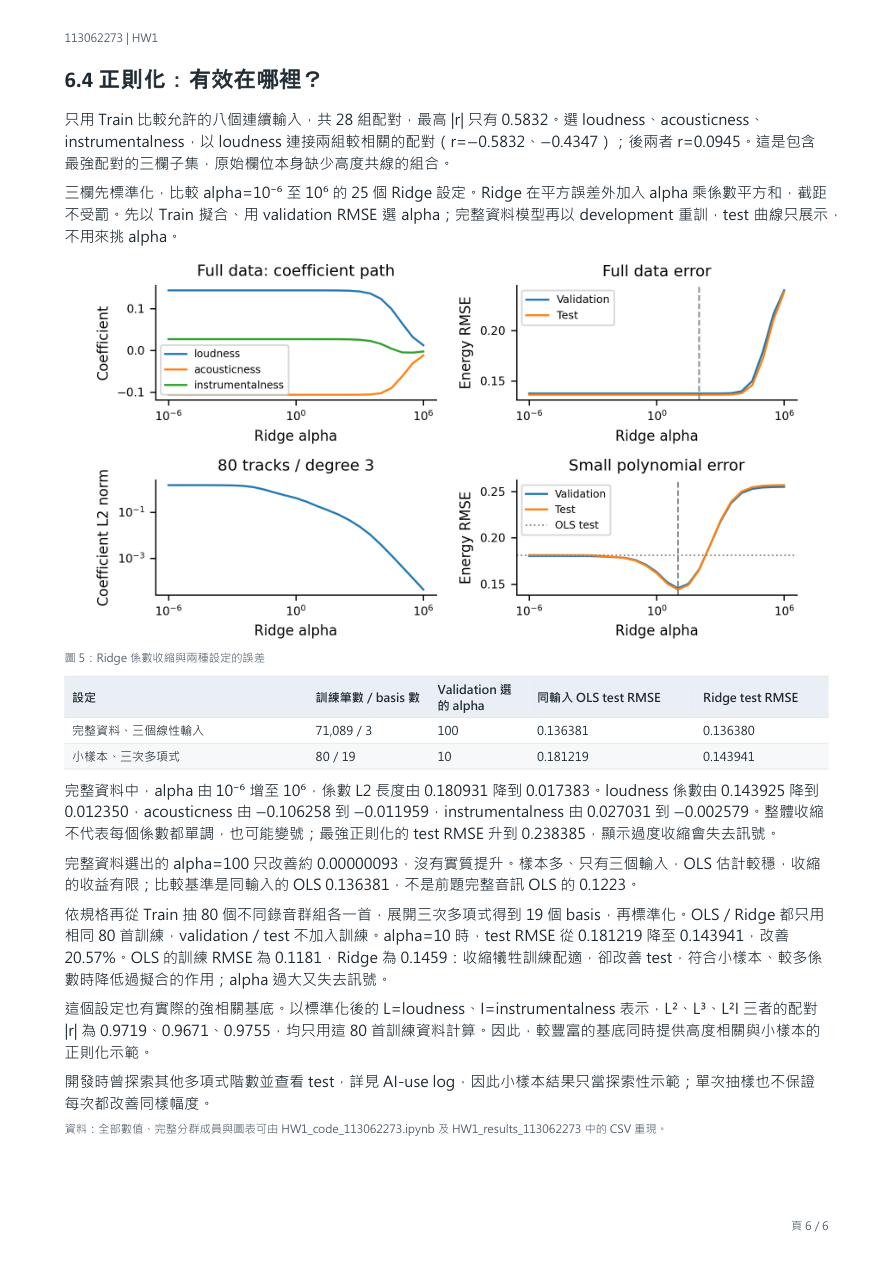 113062273 | HW1
6.4 正則化：有效在哪裡？
只用 Train 比較允許的八個連續輸入，共 28 組配對，最高 |r| 只有 0.5832。選 loudness、acousticness、
instrumentalness，以 loudness 連接兩組較相關的配對（r=−0.5832、−0.4347）；後兩者 r=0.0945。這是包含
最強配對的三欄子集，原始欄位本身缺少高度共線的組合。
三欄先標準化，比較 alpha=10⁻⁶ 至 10⁶ 的 25 個 Ridge 設定。Ridge 在平方誤差外加入 alpha 乘係數平方和，截距
不受罰。先以 Train 擬合、用 validation RMSE 選 alpha；完整資料模型再以 development 重訓，test 曲線只展示，
不用來挑 alpha。
Full data: coefficient path
Coefficient
0.1
0.0
−0.1
loudness
acousticness
instrumentalness
10⁻⁶
10⁰
10⁶
Ridge alpha
Full data error
Energy RMSE
0.20
0.15
Validation
Test
10⁻⁶
10⁰
10⁶
Ridge alpha
80 tracks / degree 3
Coefficient L2 norm
10⁻¹
10⁻³
10⁻⁶
10⁰
10⁶
Ridge alpha
Small polynomial error
Energy RMSE
0.25
0.20
0.15
Validation
Test
OLS test
10⁻⁶
10⁰
10⁶
Ridge alpha
圖 5：Ridge 係數收縮與兩種設定的誤差
設定 訓練筆數 / basis 數 Validation 選的 alpha 同輸入 OLS test RMSE Ridge test RMSE
完整資料、三個線性輸入 71,089 / 3 100 0.136381 0.136380
小樣本、三次多項式 80 / 19 10 0.181219 0.143941
完整資料中，alpha 由 10⁻⁶ 增至 10⁶，係數 L2 長度由 0.180931 降到 0.017383。loudness 係數由 0.143925 降到
0.012350，acousticness 由 −0.106258 到 −0.011959，instrumentalness 由 0.027031 到 −0.002579。整體收縮
不代表每個係數都單調，也可能變號；最強正則化的 test RMSE 升到 0.238385，顯示過度收縮會失去訊號。
完整資料選出的 alpha=100 只改善約 0.00000093，沒有實質提升。樣本多、只有三個輸入，OLS 估計較穩，收縮
的收益有限；比較基準是同輸入的 OLS 0.136381，不是前題完整音訊 OLS 的 0.1223。
依規格再從 Train 抽 80 個不同錄音群組各一首，展開三次多項式得到 19 個 basis，再標準化。OLS / Ridge 都只用
相同 80 首訓練，validation / test 不加入訓練。alpha=10 時，test RMSE 從 0.181219 降至 0.143941，改善
20.57%。OLS 的訓練 RMSE 為 0.1181，Ridge 為 0.1459：收縮犧牲訓練配適，卻改善 test，符合小樣本、較多係
數時降低過擬合的作用；alpha 過大又失去訊號。
這個設定也有實際的強相關基底。以標準化後的 L=loudness、I=instrumentalness 表示，L²、L³、L²I 三者的配對
|r| 為 0.9719、0.9671、0.9755，均只用這 80 首訓練資料計算。因此，較豐富的基底同時提供高度相關與小樣本的
正則化示範。
開發時曾探索其他多項式階數並查看 test，詳見 AI-use log，因此小樣本結果只當探索性示範；單次抽樣也不保證
每次都改善同樣幅度。
資料：全部數值、完整分群成員與圖表可由 HW1_code_113062273.ipynb 及 HW1_results_113062273 中的 CSV 重現。
頁 6 / 6